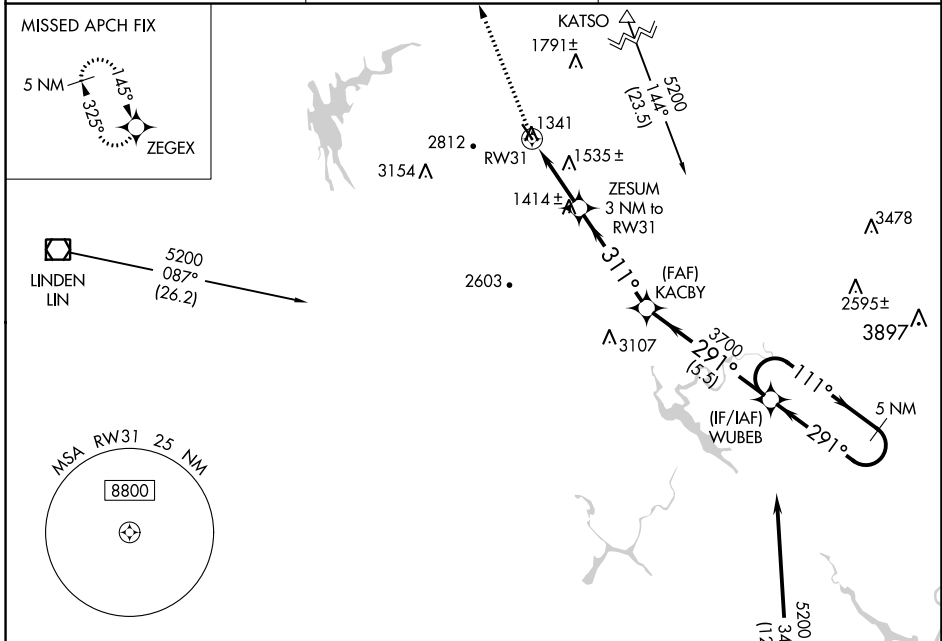 MISSED APCH FIX
5 NM
145°
325°
ZEGEX
KATSO
1791±
5200
144°
(23.5)
1341
2812
RW31
1535±
3154
1414±
ZESUM
3 NM to
RW31
3478
LINDEN
LIN
5200
087°
(26.2)
311°
2603
(FAF)
KACBY
2595±
3897
3107
3700
291°
(5.5)
111°
5 NM
(IF/IAF)
WUBEB
291°
MSA RW31 25 NM
8800
5200